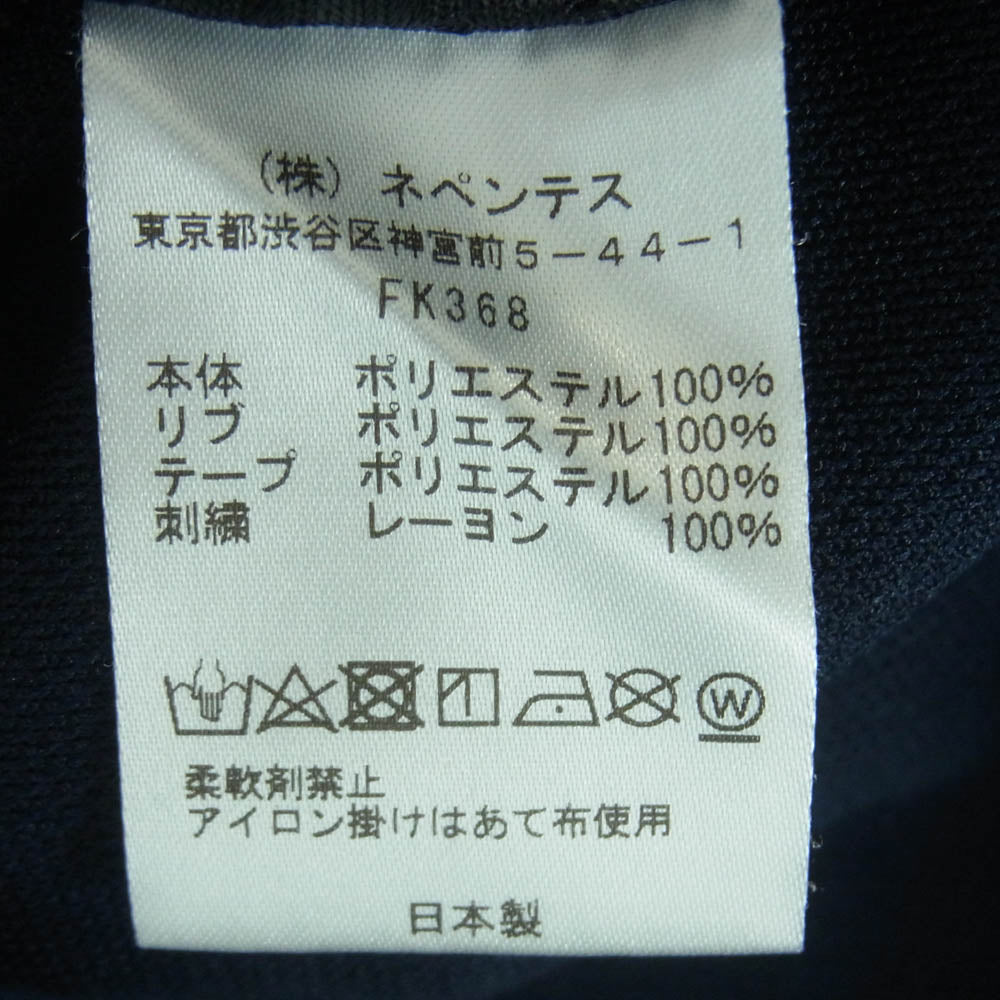 (株) ネペンテス
東京都渋谷区神宮前5-44-1
FK368
本体 ポリエステル100%
リブ ポリエステル100%
テープ ポリエステル100%
刺繍 レーヨン 100%
W
柔軟剤禁止
アイロン掛けはあて布使用
日本製